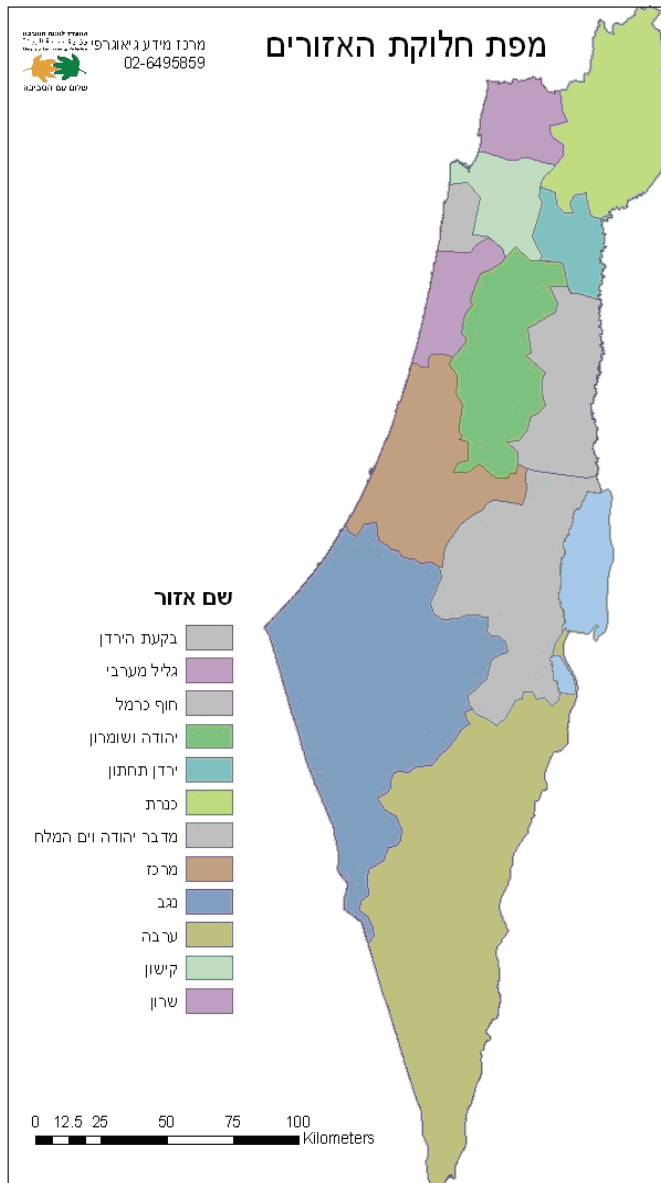 מפת חלוקת האזורים
מרכז מידע גיאוגרפי
02-6495859
שלום עם הסביבה
שם אזור
בקעת הירדן
גליל מערבי
חוף כרמל
יהודה ושומרון
ירדן תחתון
כנרת
מדבר יהודה וים המלח
מרכז
נגב
ערבה
קישון
שרון
0 12.5 25 50 75 100
Kilometers